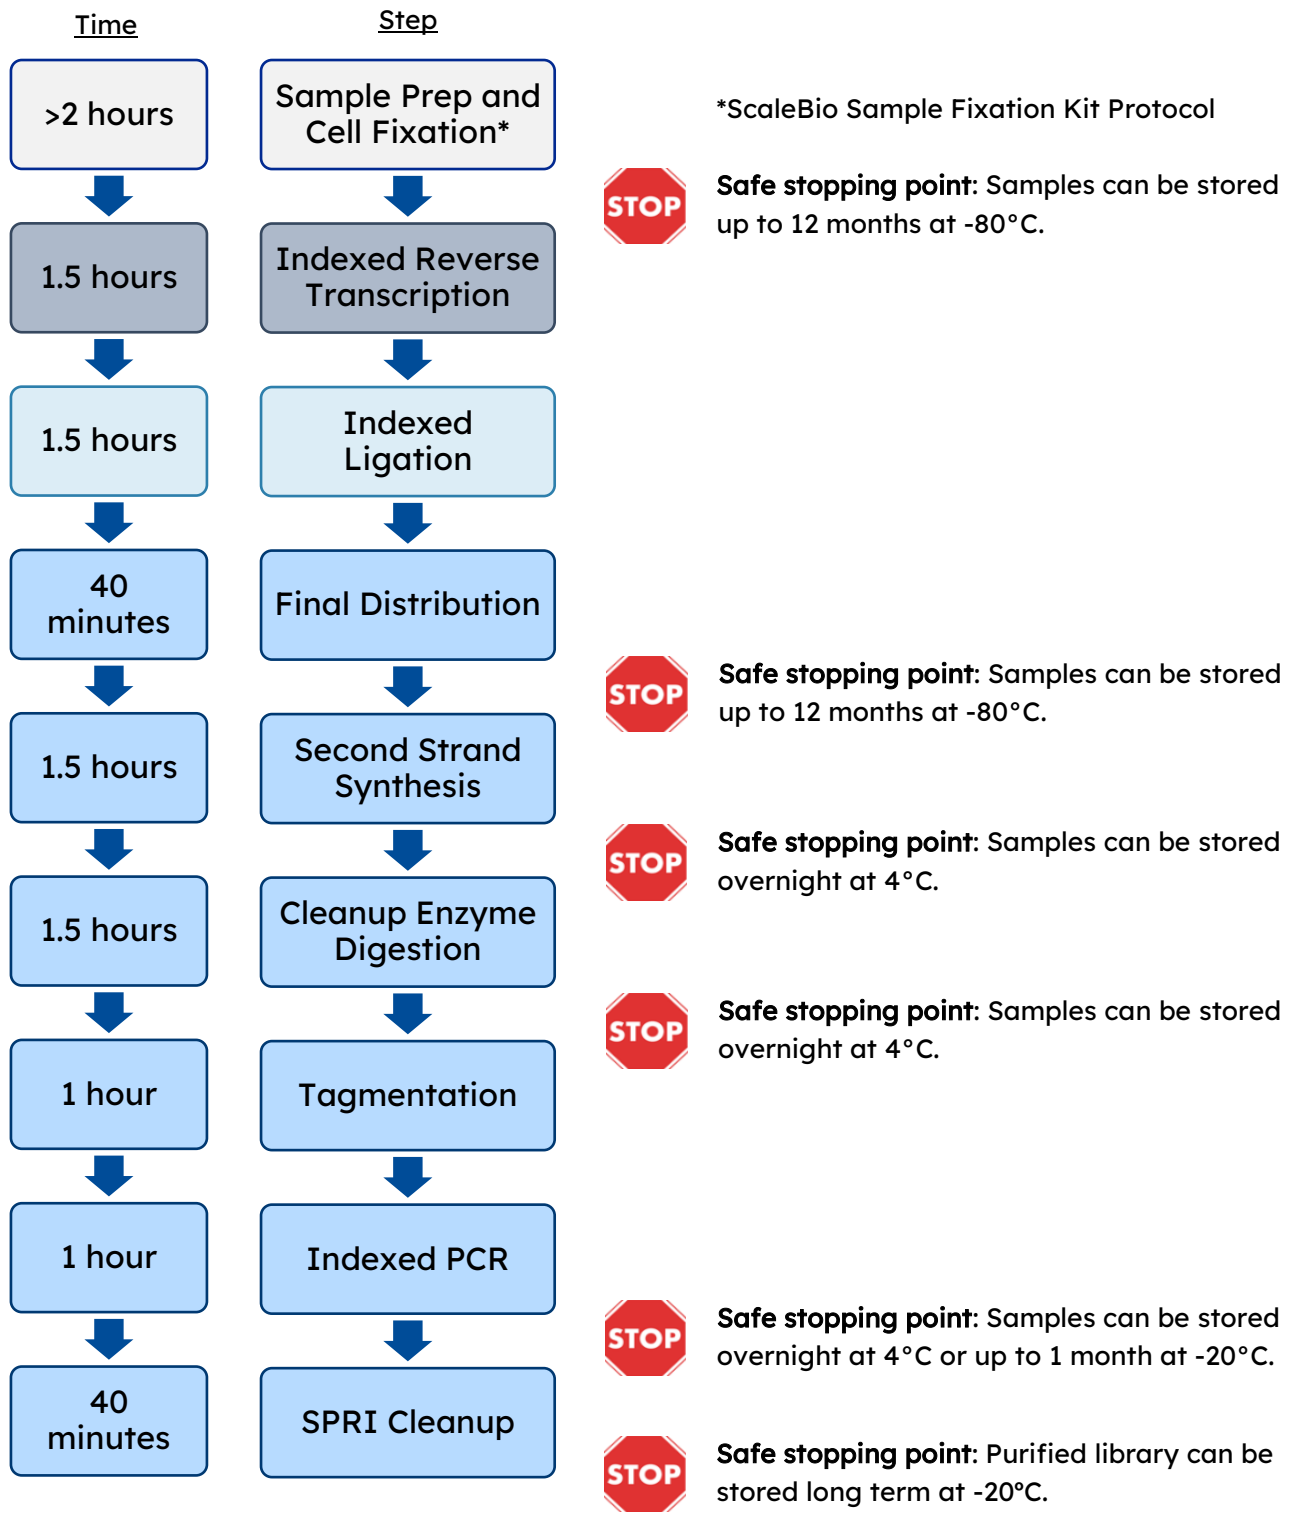 Time
Step
>2 hours
Sample Prep and
Cell Fixation*
*ScaleBio Sample Fixation Kit Protocol
STOP
Safe stopping point: Samples can be stored
up to 12 months at -80°C.
1.5 hours
Indexed Reverse
Transcription
1.5 hours
Indexed
Ligation
40
minutes
Final Distribution
STOP
Safe stopping point: Samples can be stored
up to 12 months at -80°C.
1.5 hours
Second Strand
Synthesis
STOP
Safe stopping point: Samples can be stored
overnight at 4°C.
1.5 hours
Cleanup Enzyme
Digestion
STOP
Safe stopping point: Samples can be stored
overnight at 4°C.
1 hour
Tagmentation
1 hour
Indexed PCR
STOP
Safe stopping point: Samples can be stored
overnight at 4°C or up to 1 month at -20°C.
40
minutes
SPRI Cleanup
STOP
Safe stopping point: Purified library can be
stored long term at -20ºC.